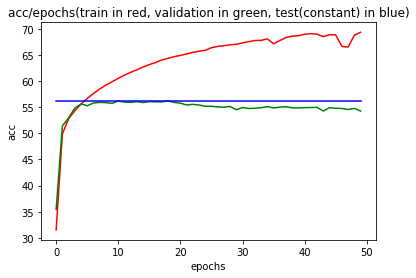 acc/epochs(train in red, validation in green, test(constant) in blue)
70
65
60
55
50
45
40
35
30
acc
0 10 20 30 40 50
epochs